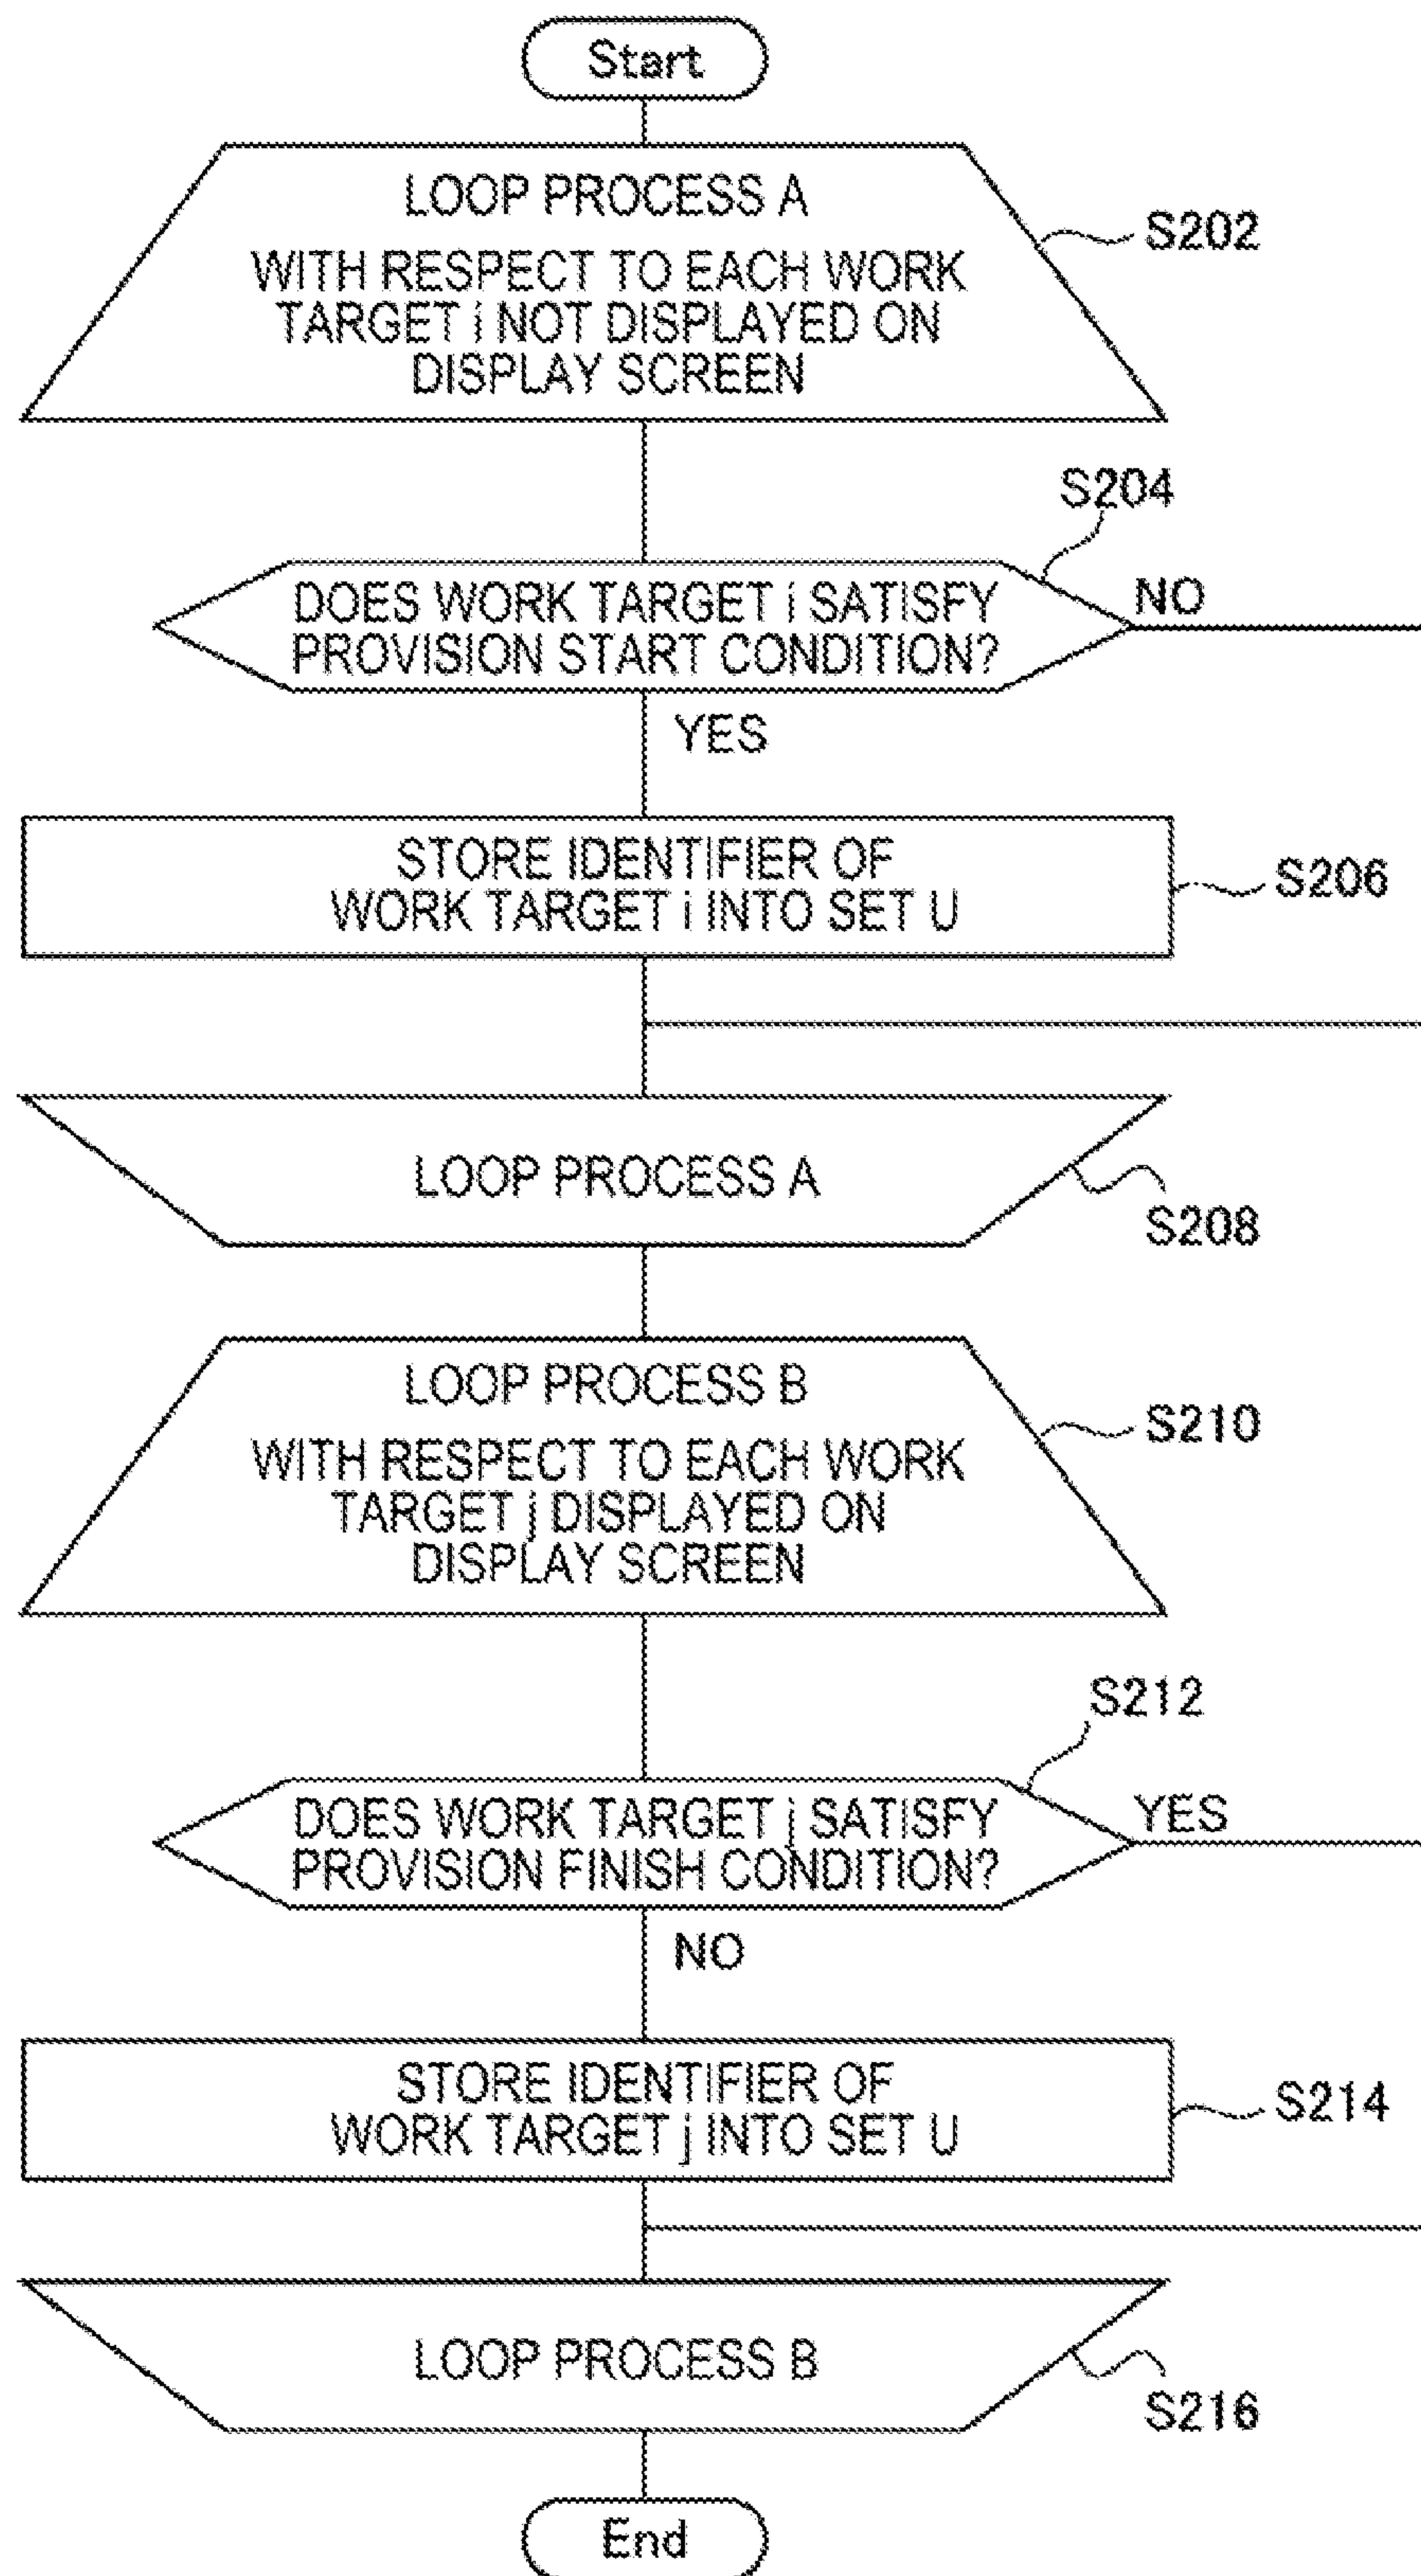 Start
LOOP PROCESS A
WITH RESPECT TO EACH WORK
TARGET i NOT DISPLAYED ON
DISPLAY SCREEN
S202
S204
DOES WORK TARGET i SATISFY
PROVISION START CONDITION?
NO
YES
STORE IDENTIFIER OF
WORK TARGET i INTO SET U
S206
LOOP PROCESS A
S208
LOOP PROCESS B
WITH RESPECT TO EACH WORK
TARGET j DISPLAYED ON
DISPLAY SCREEN
S210
S212
DOES WORK TARGET j SATISFY
PROVISION FINISH CONDITION?
YES
NO
STORE IDENTIFIER OF
WORK TARGET j INTO SET U
S214
LOOP PROCESS B
S216
End